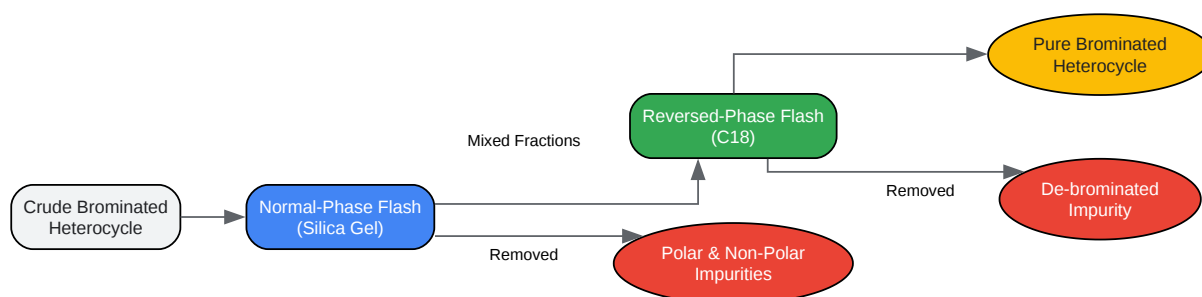 Crude Brominated
Heterocycle
Normal-Phase Flash
(Silica Gel)
Mixed Fractions
Removed
Polar & Non-Polar
Impurities
Reversed-Phase Flash
(C18)
Pure Brominated
Heterocycle
Removed
De-brominated
Impurity